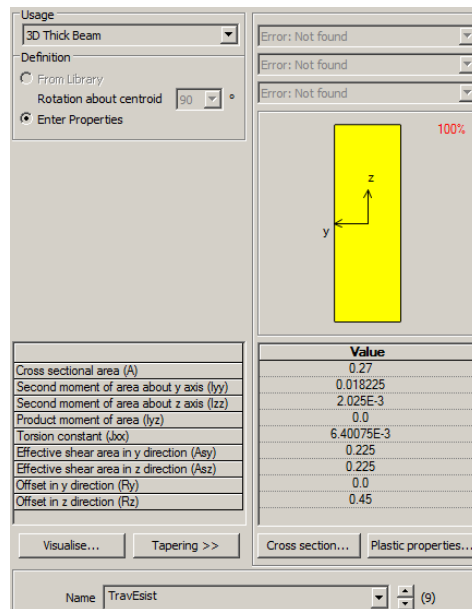 Usage
3D Thick Beam
Definition
From Library
Rotation about centroid 90 °
Enter Properties
Error: Not found
Error: Not found
Error: Not found
100%
z
y
Value
Cross sectional area (A) 0.27
Second moment of area about y axis (Iyy) 0.018225
Second moment of area about z axis (Izz) 2.025E-3
Product moment of area (Iyz) 0.0
Torsion constant (Jxx) 6.40075E-3
Effective shear area in y direction (Asy) 0.225
Effective shear area in z direction (Asz) 0.225
Offset in y direction (Ry) 0.0
Offset in z direction (Rz) 0.45
Visualise... Tapering >> Cross section... Plastic properties...
Name TravEsist (9)